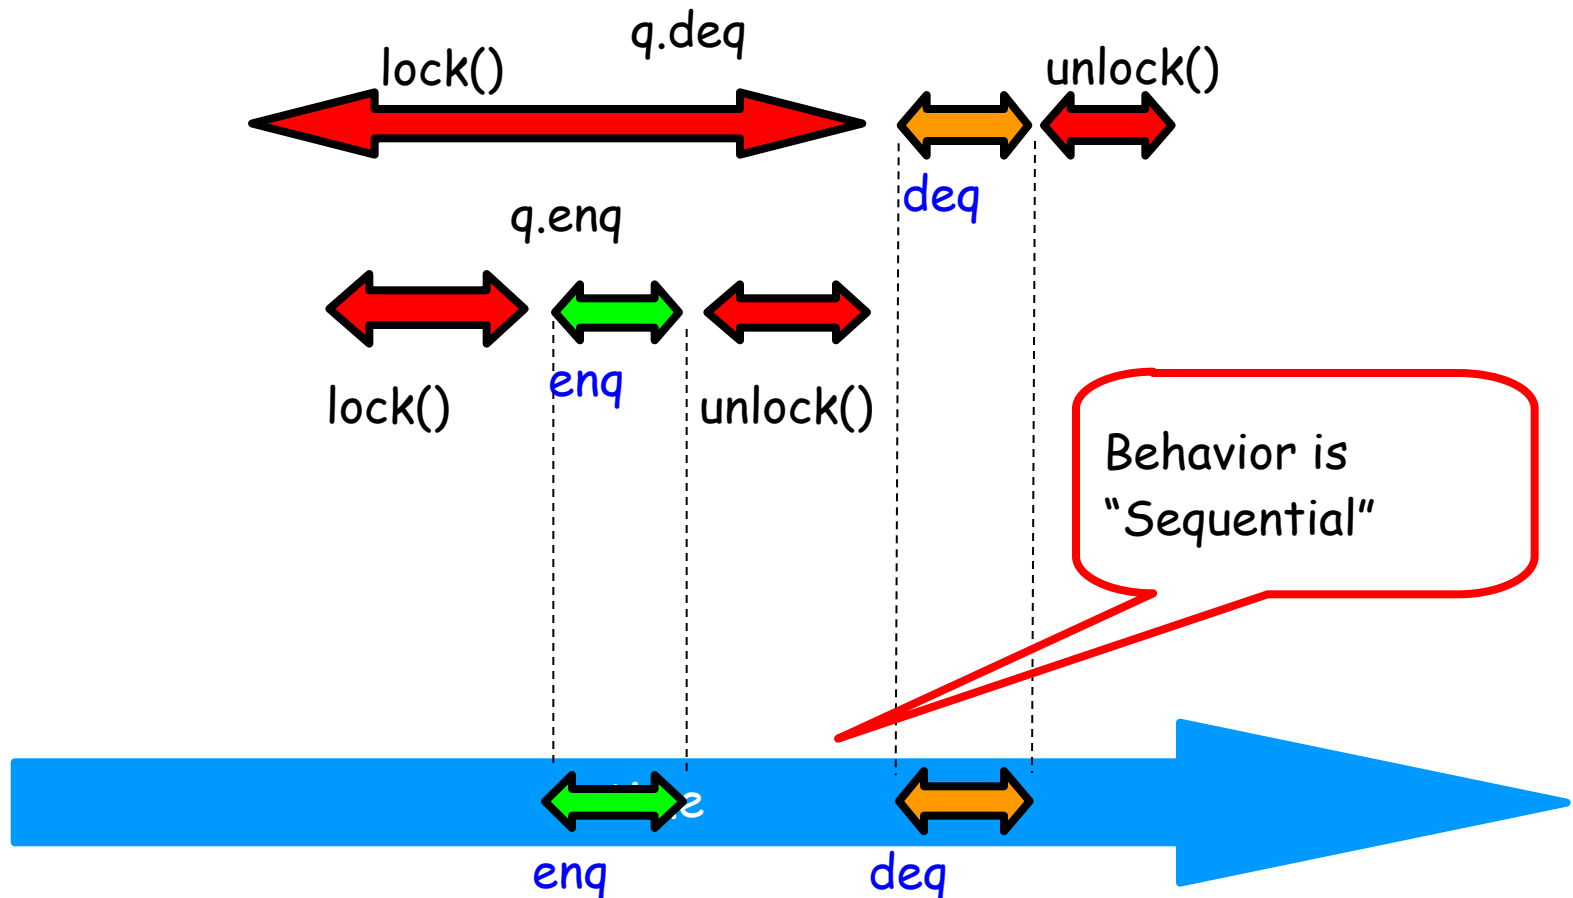 q.deq
lock()
unlock()
deq
q.enq
enq
lock()
unlock()
Behavior is
“Sequential”
enq
deq